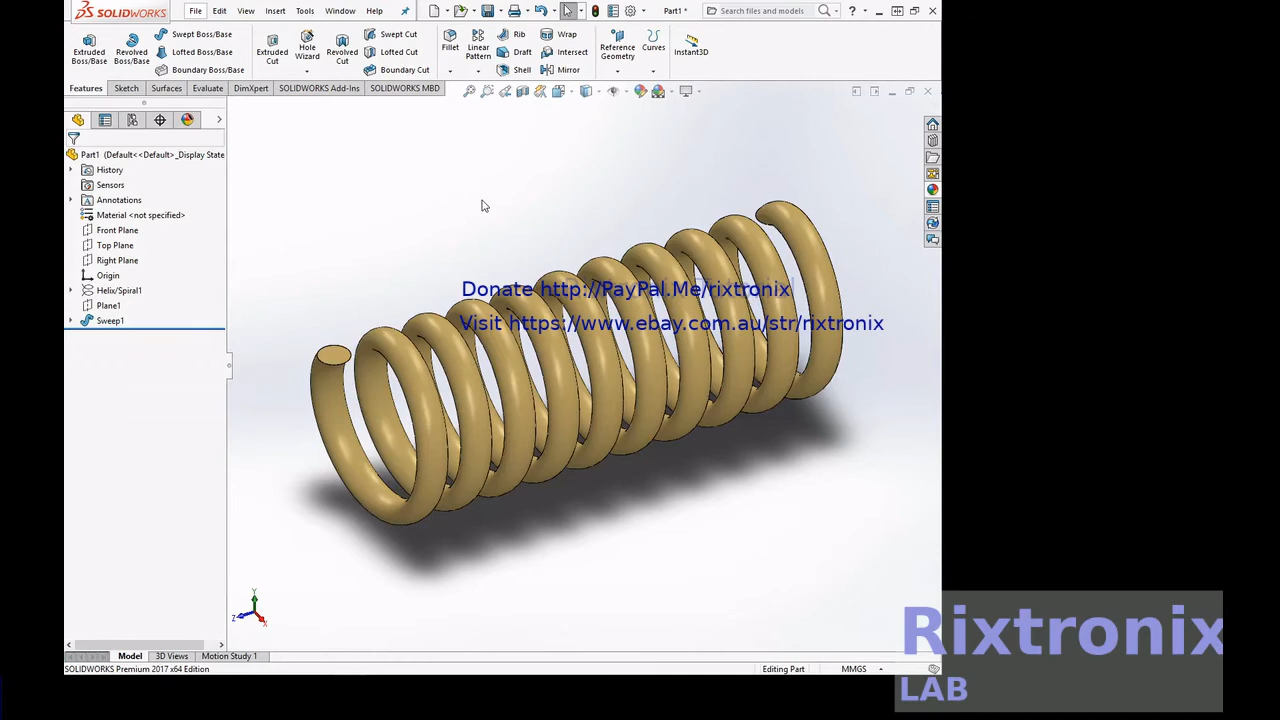 SOLIDWORKS File Edit View Insert Tools Window Help Part1 * Search files and models ?
Extruded Boss/Base Revolved Boss/Base Swept Boss/Base Lofted Boss/Base Boundary Boss/Base Extruded Cut Hole Wizard Revolved Cut Swept Cut Lofted Cut Boundary Cut Fillet Linear Pattern Rib Draft Shell Wrap Intersect Mirror Reference Geometry Curves Instant3D
Features Sketch Surfaces Evaluate DimXpert SOLIDWORKS Add-Ins SOLIDWORKS MBD
Part1 (Default<<Default>_Display State
History
Sensors
Annotations
Material <not specified>
Front Plane
Top Plane
Right Plane
Origin
Helix/Spiral1
Plane1
Sweep1
Donate http://PayPal.Me/rixtronix
Visit https://www.ebay.com.au/str/rixtronix
Y
Z
X
Model 3D Views Motion Study 1
SOLIDWORKS Premium 2017 x64 Edition Editing Part MMGS
Rixtronix
LAB